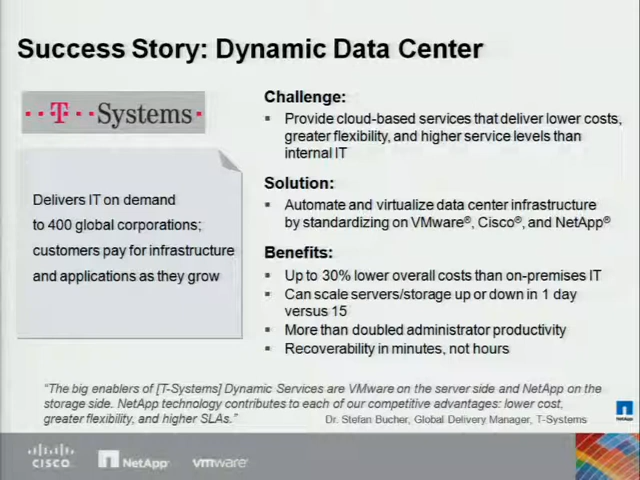 Success Story: Dynamic Data Center
T Systems
Delivers IT on demand
to 400 global corporations;
customers pay for infrastructure
and applications as they grow
Challenge:
▪ Provide cloud-based services that deliver lower costs,
greater flexibility, and higher service levels than
internal IT
Solution:
▪ Automate and virtualize data center infrastructure
by standardizing on VMware®, Cisco®, and NetApp®
Benefits:
▪ Up to 30% lower overall costs than on-premises IT
▪ Can scale servers/storage up or down in 1 day
versus 15
▪ More than doubled administrator productivity
▪ Recoverability in minutes, not hours
“The big enablers of [T-Systems] Dynamic Services are VMware on the server side and NetApp on the
storage side. NetApp technology contributes to each of our competitive advantages: lower cost,
greater flexibility, and higher SLAs.” Dr. Stefan Bucher, Global Delivery Manager, T-Systems
NetApp
CISCO NetApp vmware